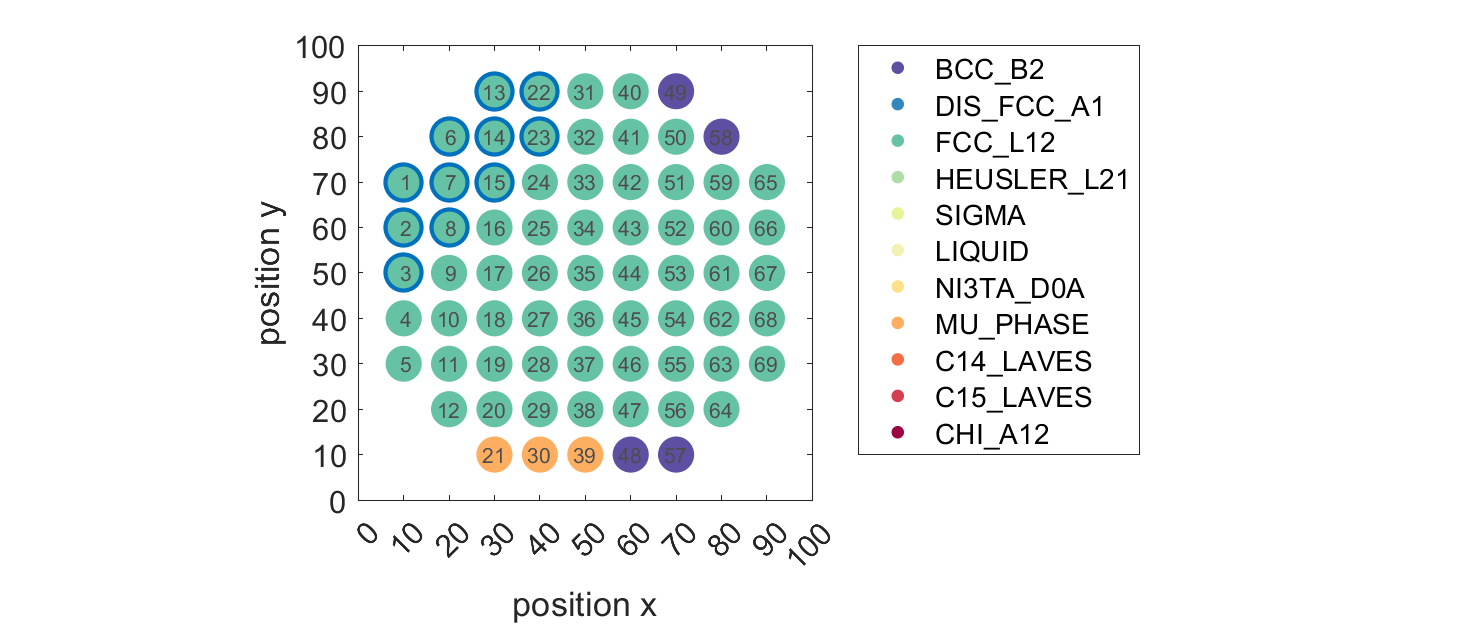 100
90
80
70
60
50
40
30
20
10
0
position y
13 22 31 40 49
6 14 23 32 41 50 58
1 7 15 24 33 42 51 59 65
2 8 16 25 34 43 52 60 66
3 9 17 26 35 44 53 61 67
4 10 18 27 36 45 54 62 68
5 11 19 28 37 46 55 63 69
12 20 29 38 47 56 64
21 30 39 48 57
0 10 20 30 40 50 60 70 80 90 100
position x
BCC_B2
DIS_FCC_A1
FCC_L12
HEUSLER_L21
SIGMA
LIQUID
NI3TA_D0A
MU_PHASE
C14_LAVES
C15_LAVES
CHI_A12